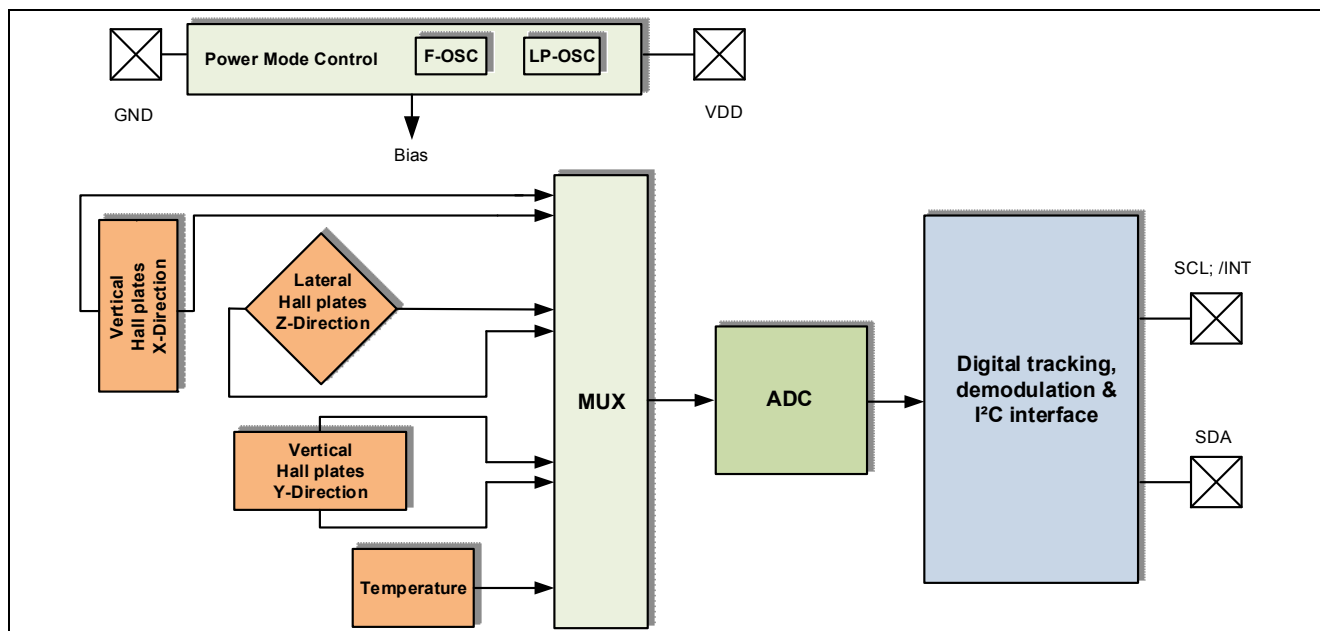 Power Mode Control
F-OSC
LP-OSC
GND
VDD
Bias
Vertical
Hall plates
X-Direction
Lateral
Hall plates
Z-Direction
Vertical
Hall plates
Y-Direction
Temperature
MUX
ADC
Digital tracking,
demodulation &
I²C interface
SCL; /INT
SDA